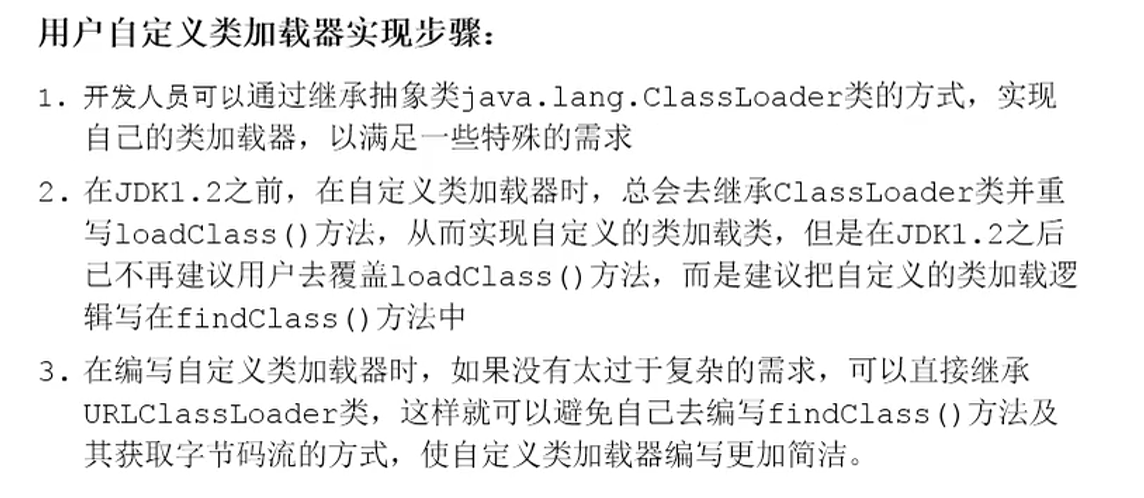 用户自定义类加载器实现步骤：
1. 开发人员可以通过继承抽象类java.lang.ClassLoader类的方式，实现
自己的类加载器，以满足一些特殊的需求
2. 在JDK1.2之前，在自定义类加载器时，总会去继承ClassLoader类并重
写loadClass()方法，从而实现自定义的类加载类，但是在JDK1.2之后
已不再建议用户去覆盖loadClass()方法，而是建议把自定义的类加载逻
辑写在findClass()方法中
3. 在编写自定义类加载器时，如果没有太过于复杂的需求，可以直接继承
URLClassLoader类，这样就可以避免自己去编写findClass()方法及
其获取字节码流的方式，使自定义类加载器编写更加简洁。